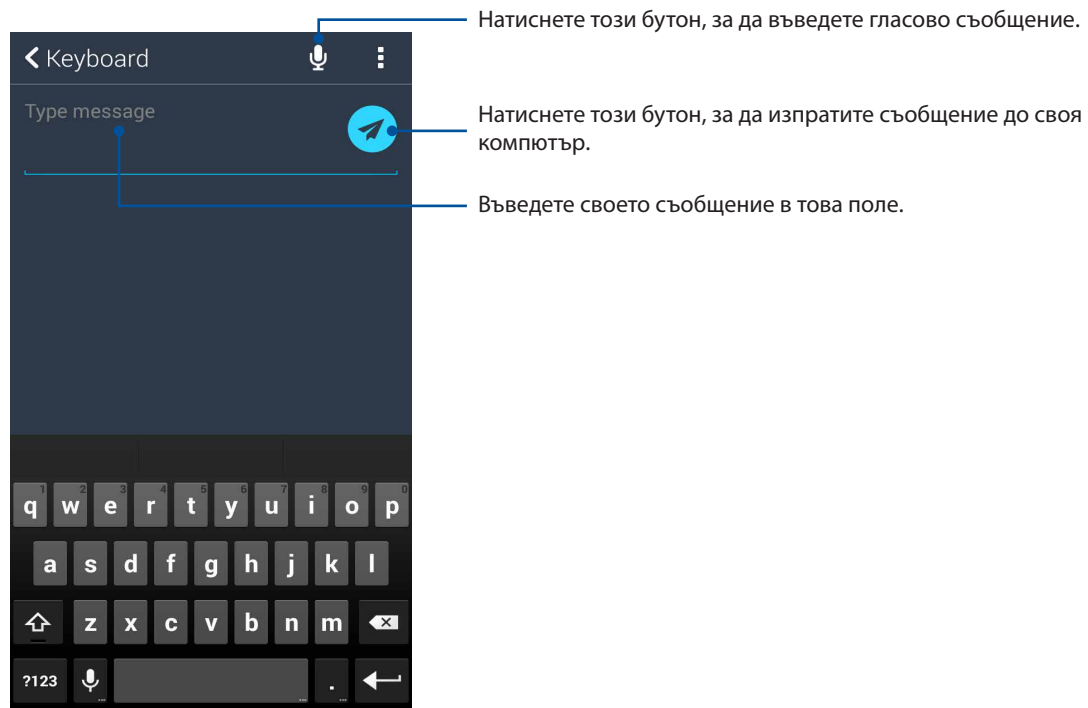 Натиснете този бутон, за да въведете гласово съобщение.
Keyboard
Type message
Натиснете този бутон, за да изпратите съобщение до своя
компютър.
Въведете своето съобщение в това поле.
1 2 3 4 5 6 7 8 9 0
q w e r t y u i o p
a s d f g h j k l
z x c v b n m
?123 .